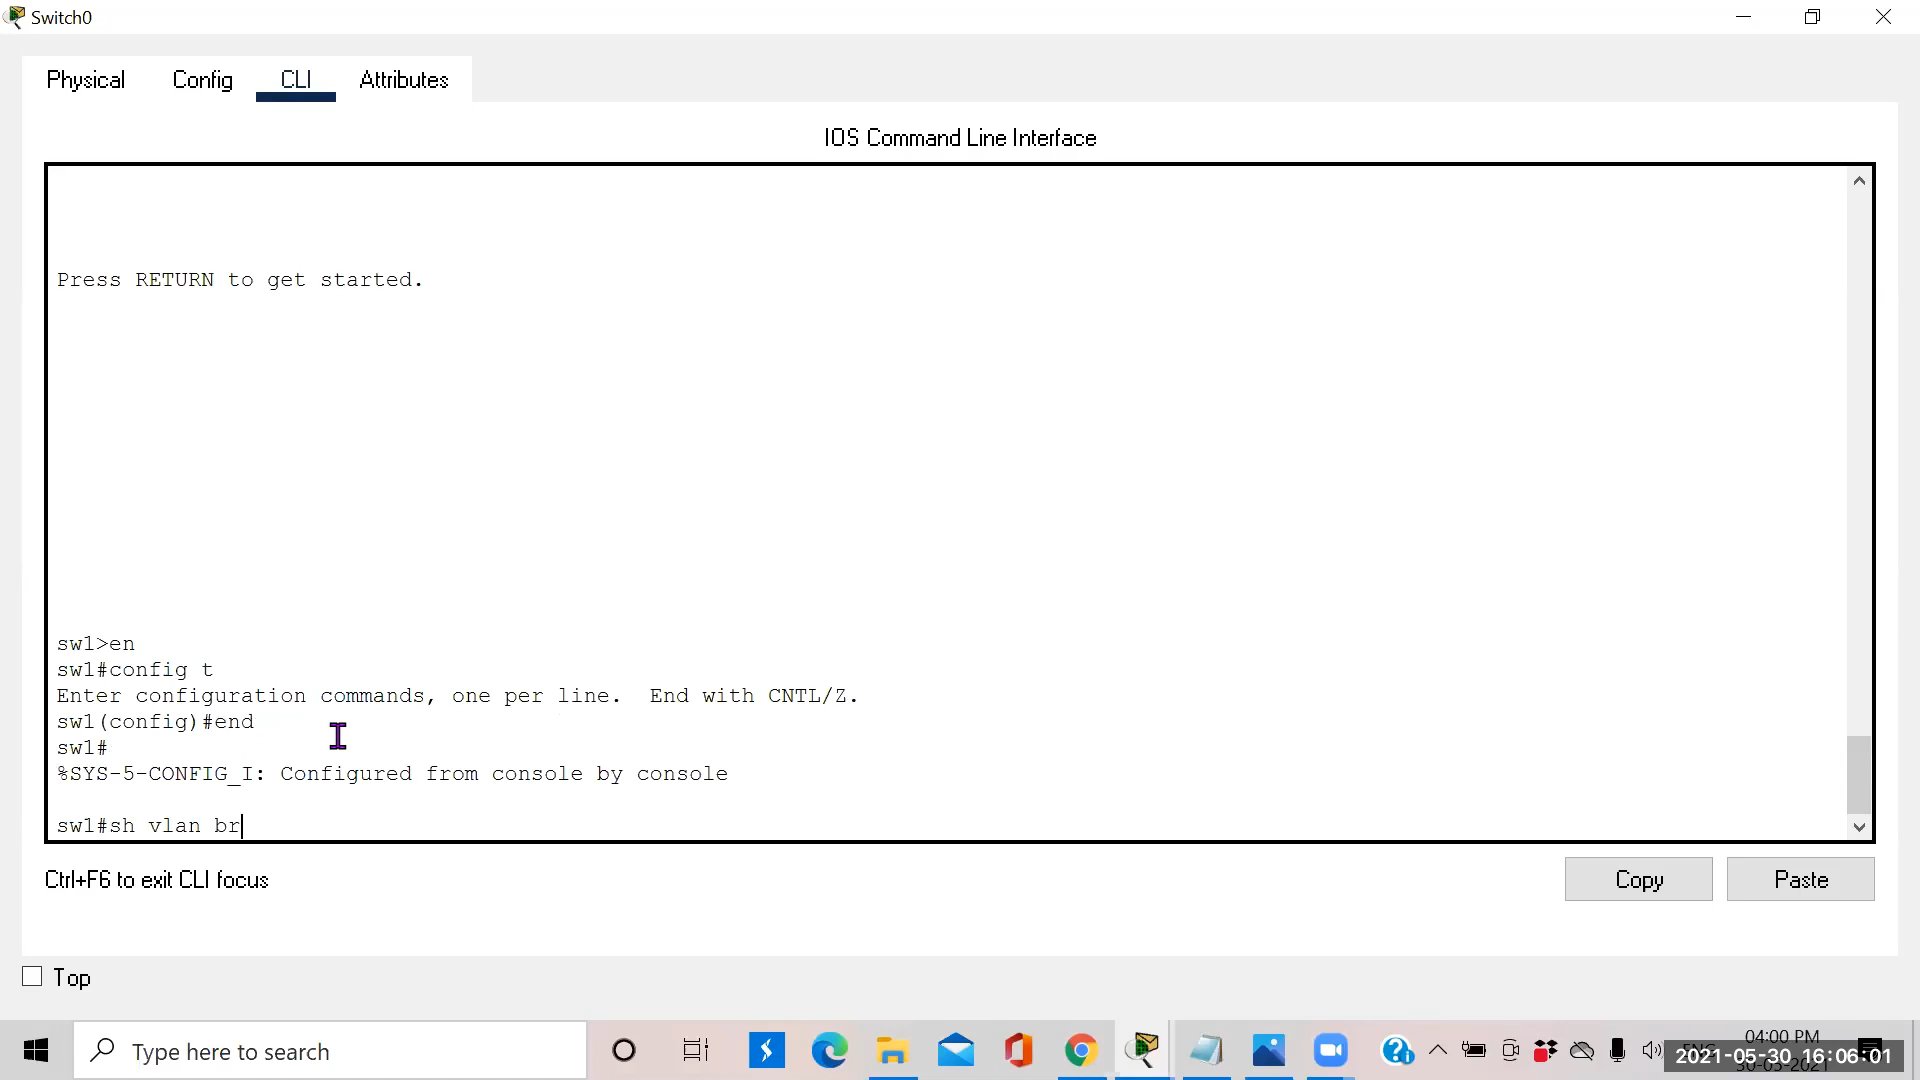 Switch0
Physical Config CLI Attributes
IOS Command Line Interface
Press RETURN to get started.
sw1>en
sw1#config t
Enter configuration commands, one per line.  End with CNTL/Z.
sw1(config)#end
sw1#
%SYS-5-CONFIG_I: Configured from console by console
sw1#sh vlan br
Ctrl+F6 to exit CLI focus
Copy Paste
Top
Type here to search
04:00 PM
2021-05-30 16:06:01